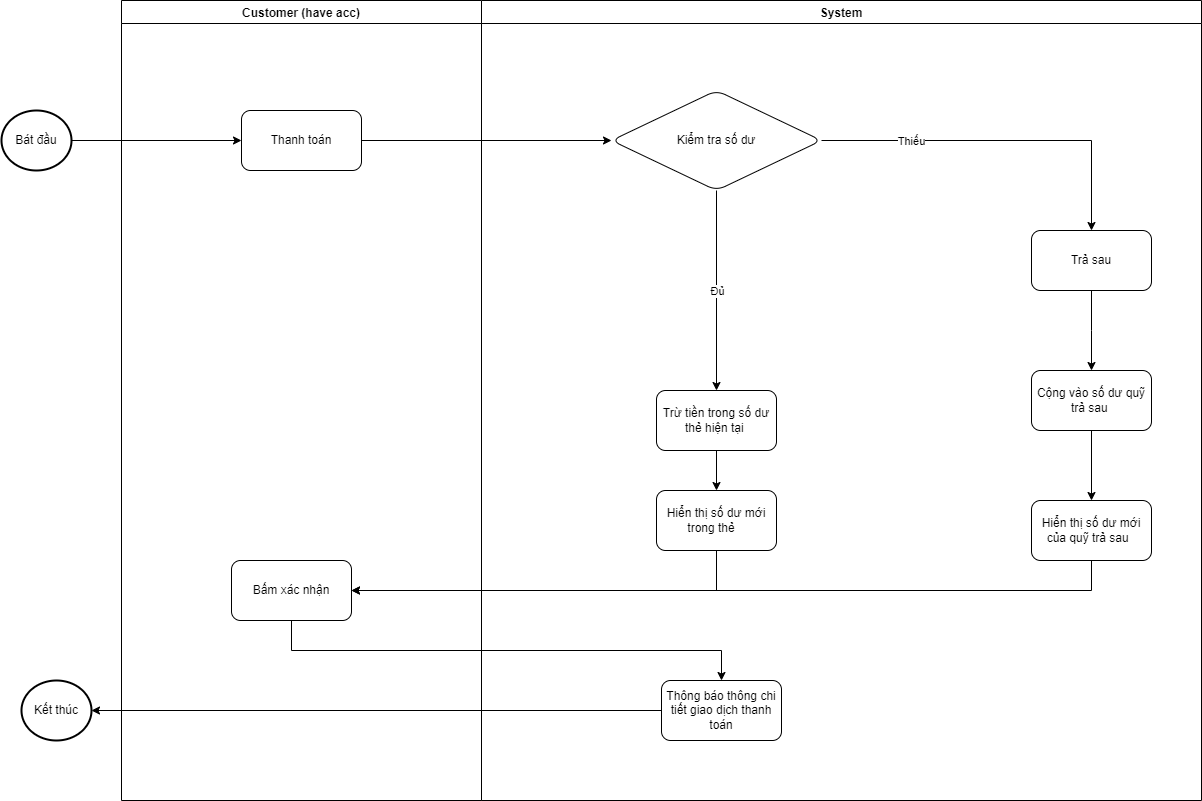 Customer (have acc)
System
Bát đầu
Thanh toán
Kiểm tra số dư
Thiếu
Trả sau
Đủ
Cộng vào số dư quỹ
trả sau
Trừ tiền trong số dư
thẻ hiện tại
Hiển thị số dư mới
trong thẻ
Hiển thị số dư mới
của quỹ trả sau
Bấm xác nhận
Thông báo thông chi
tiết giao dịch thanh
toán
Kết thúc